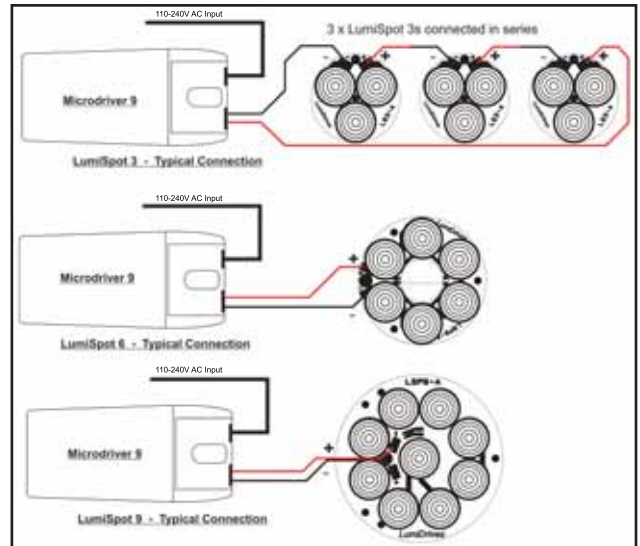 110-240V AC Input
3 x LumiSpot 3s connected in series
- + - + - +
Microdriver 9
LumiSpot 3 - Typical Connection
110-240V AC Input
+
Microdriver 9
-
LumiSpot 6 - Typical Connection
110-240V AC Input
+
Microdriver 9
-
LumiDrives
LumiSpot 9 - Typical Connection